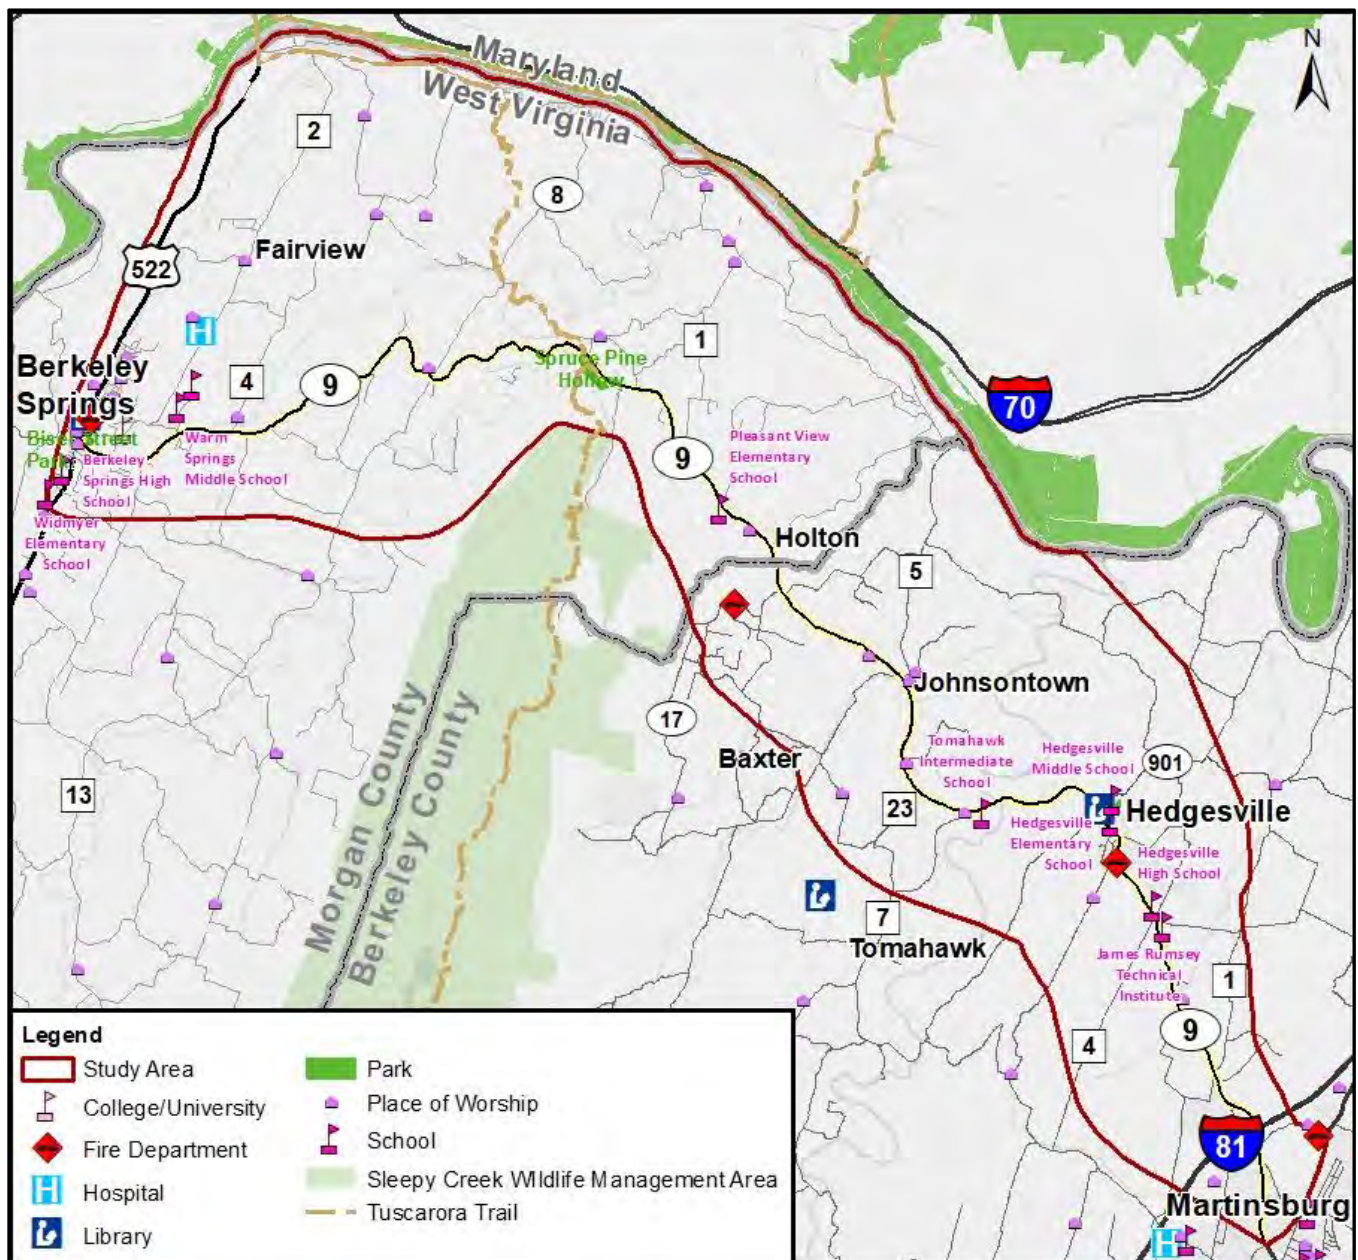 Maryland
West Virginia
N
2
8
Fairview
522
1
Spruce Pine
Hollow
Berkeley
Springs
4
9
70
Biser Street
Park
Berkeley
Springs High
School
Warm
Springs
Middle School
Pleasant View
Elementary
School
9
Widmyer
Elementary
School
Holton
5
Johnsontown
17
Baxter
Tomahawk
Intermediate
School
Hedgesville
Middle School
901
Morgan County
Berkeley County
13
23
Hedgesville
Hedgesville
Elementary
School
Hedgesville
High School
7
Tomahawk
James Rumsey
Technical
Institute
1
9
4
81
Martinsburg
Legend
Study Area
College/University
Fire Department
Hospital
Library
Park
Place of Worship
School
Sleepy Creek Wildlife Management Area
Tuscarora Trail
H
H
H